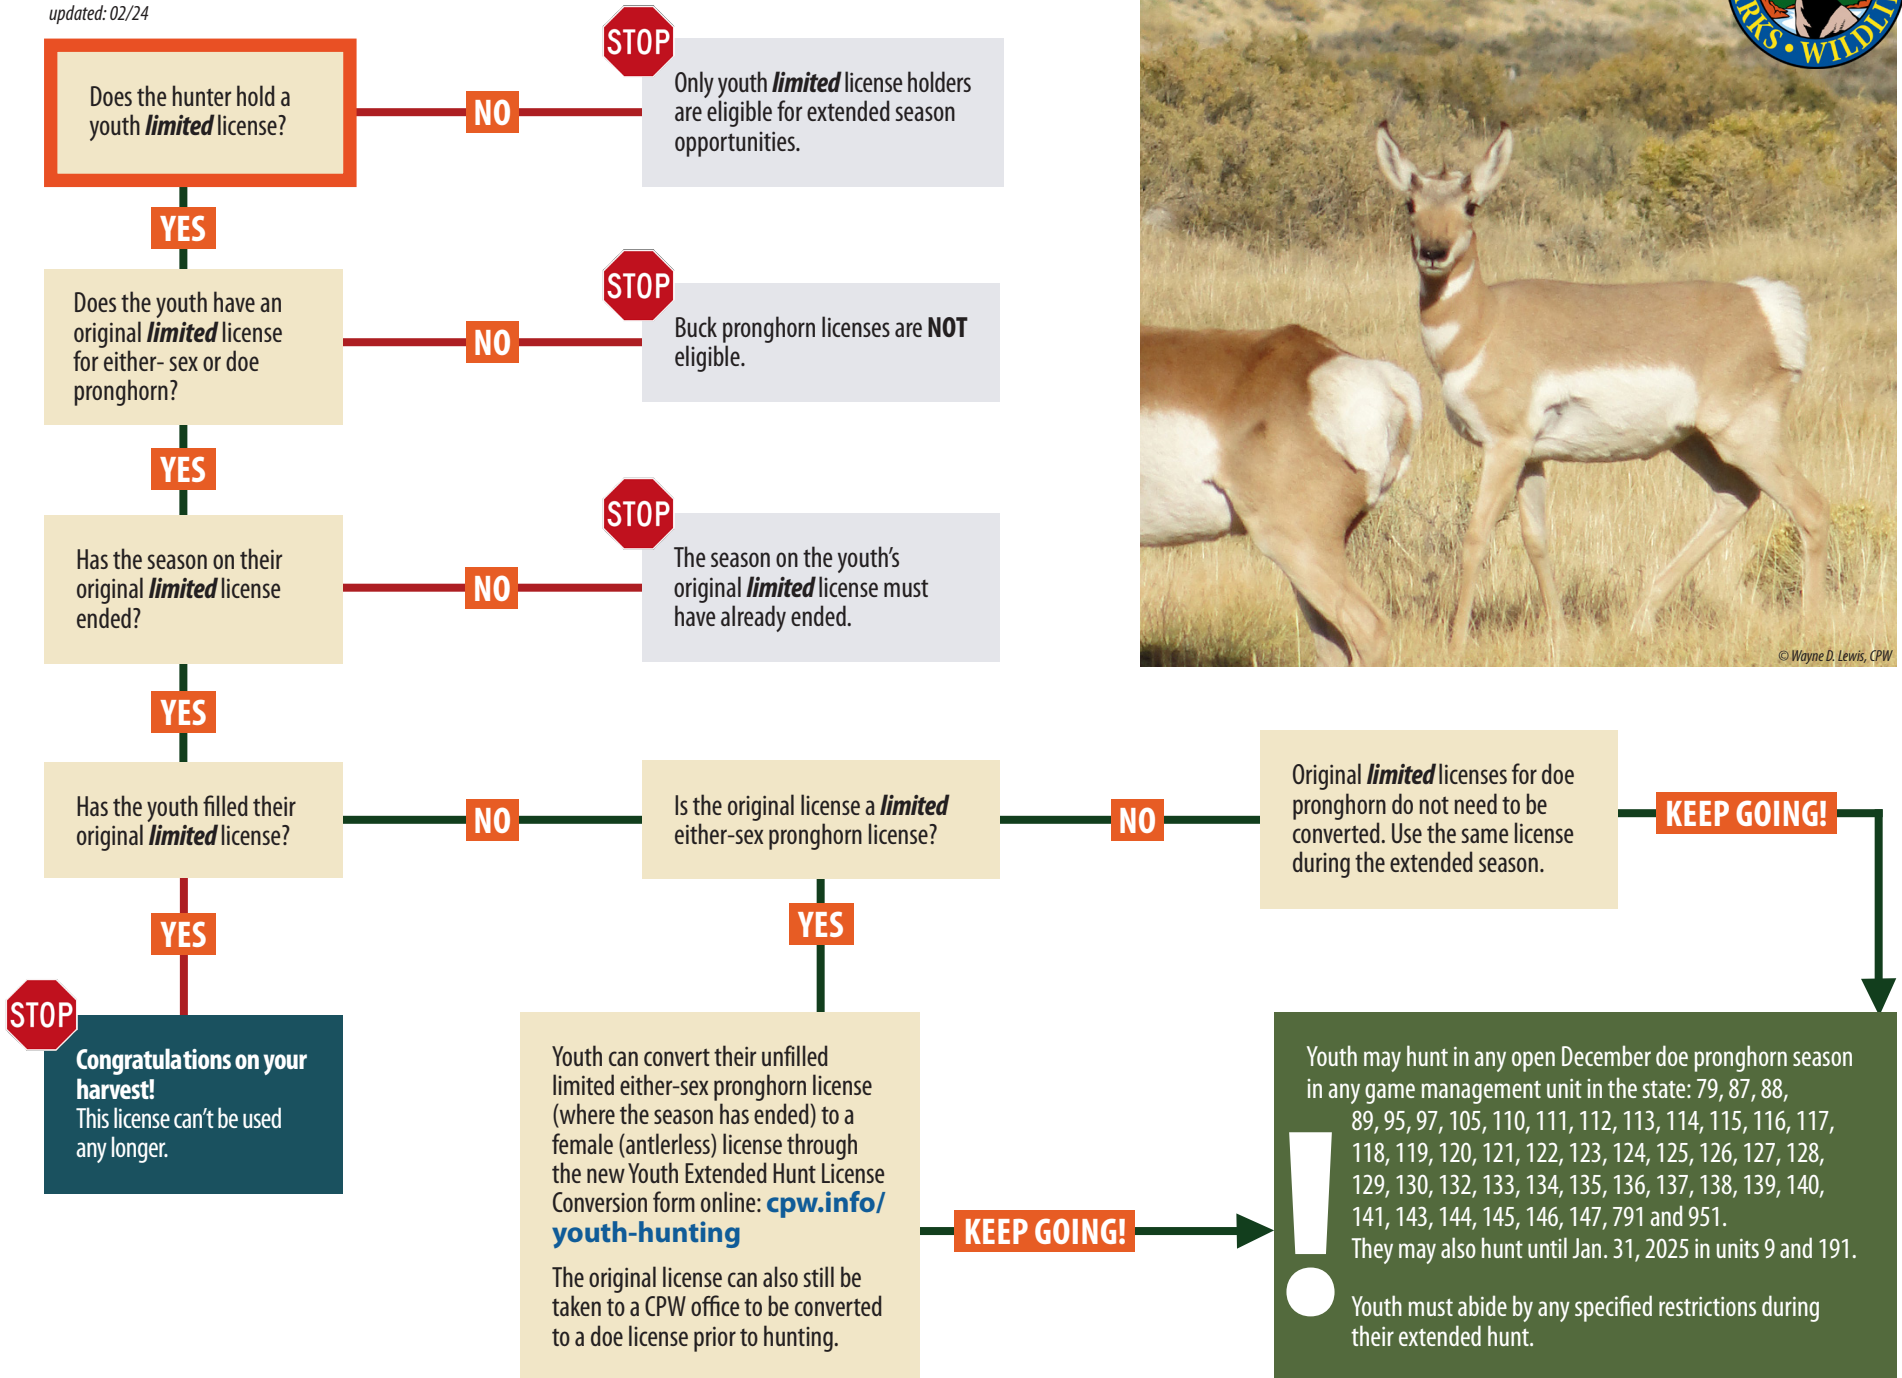 updated: 02/24
Does the hunter hold a
youth limited license?
NO
STOP
Only youth limited license holders
are eligible for extended season
opportunities.
YES
Does the youth have an
original limited license
for either- sex or doe
pronghorn?
NO
STOP
Buck pronghorn licenses are NOT
eligible.
YES
Has the season on their
original limited license
ended?
NO
STOP
The season on the youth's
original limited license must
have already ended.
YES
Has the youth filled their
original limited license?
NO
Is the original license a limited
either-sex pronghorn license?
NO
Original limited licenses for doe
pronghorn do not need to be
converted. Use the same license
during the extended season.
KEEP GOING!
YES
STOP
Congratulations on your
harvest!
This license can't be used
any longer.
YES
Youth can convert their unfilled
limited either-sex pronghorn license
(where the season has ended) to a
female (antlerless) license through
the new Youth Extended Hunt License
Conversion form online: cpw.info/
youth-hunting
The original license can also still be
taken to a CPW office to be converted
to a doe license prior to hunting.
KEEP GOING!
Youth may hunt in any open December doe pronghorn season
in any game management unit in the state: 79, 87, 88,
89, 95, 97, 105, 110, 111, 112, 113, 114, 115, 116, 117,
118, 119, 120, 121, 122, 123, 124, 125, 126, 127, 128,
129, 130, 132, 133, 134, 135, 136, 137, 138, 139, 140,
141, 143, 144, 145, 146, 147, 791 and 951.
They may also hunt until Jan. 31, 2025 in units 9 and 191.
!
Youth must abide by any specified restrictions during
their extended hunt.
© Wayne D. Lewis, CPW